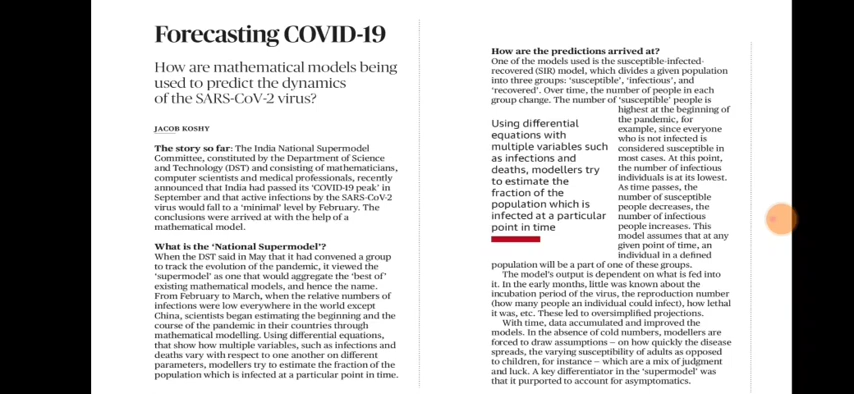 Forecasting COVID-19
How are mathematical models being
used to predict the dynamics
of the SARS-CoV-2 virus?
JACOB KOSHY
The story so far: The India National Supermodel
Committee, constituted by the Department of Science
and Technology (DST) and consisting of mathematicians,
computer scientists and medical professionals, recently
announced that India had passed its ‘COVID-19 peak’ in
September and that active infections by the SARS-CoV-2
virus would fall to a ‘minimal’ level by February. The
conclusions were arrived at with the help of a
mathematical model.
What is the ‘National Supermodel’?
When the DST said in May that it had convened a group
to track the evolution of the pandemic, it viewed the
‘supermodel’ as one that would aggregate the ‘best of’
existing mathematical models, and hence the name.
From February to March, when the relative numbers of
infections were low everywhere in the world except
China, scientists began estimating the beginning and the
course of the pandemic in their countries through
mathematical modelling. Using differential equations,
that show how multiple variables, such as infections and
deaths vary with respect to one another on different
parameters, modellers try to estimate the fraction of the
population which is infected at a particular point in time.
How are the predictions arrived at?
One of the models used is the susceptible-infected-
recovered (SIR) model, which divides a given population
into three groups: ‘susceptible’, ‘infectious’, and
‘recovered’. Over time, the number of people in each
group change. The number of ‘susceptible’ people is
highest at the beginning of
the pandemic, for
example, since everyone
who is not infected is
considered susceptible in
most cases. At this point,
the number of infectious
individuals is at its lowest.
As time passes, the
number of susceptible
people decreases, the
number of infectious
people increases. This
model assumes that at any
given point of time, an
individual in a defined
population will be a part of one of these groups.
Using differential
equations with
multiple variables such
as infections and
deaths, modellers try
to estimate the
fraction of the
population which is
infected at a particular
point in time
The model’s output is dependent on what is fed into
it. In the early months, little was known about the
incubation period of the virus, the reproduction number
(how many people an individual could infect), how lethal
it was, etc. These led to oversimplified projections.
With time, data accumulated and improved the
models. In the absence of cold numbers, modellers are
forced to draw assumptions – on how quickly the disease
spreads, the varying susceptibility of adults as opposed
to children, for instance – which are a mix of judgment
and luck. A key differentiator in the ‘supermodel’ was
that it purported to account for asymptomatics.